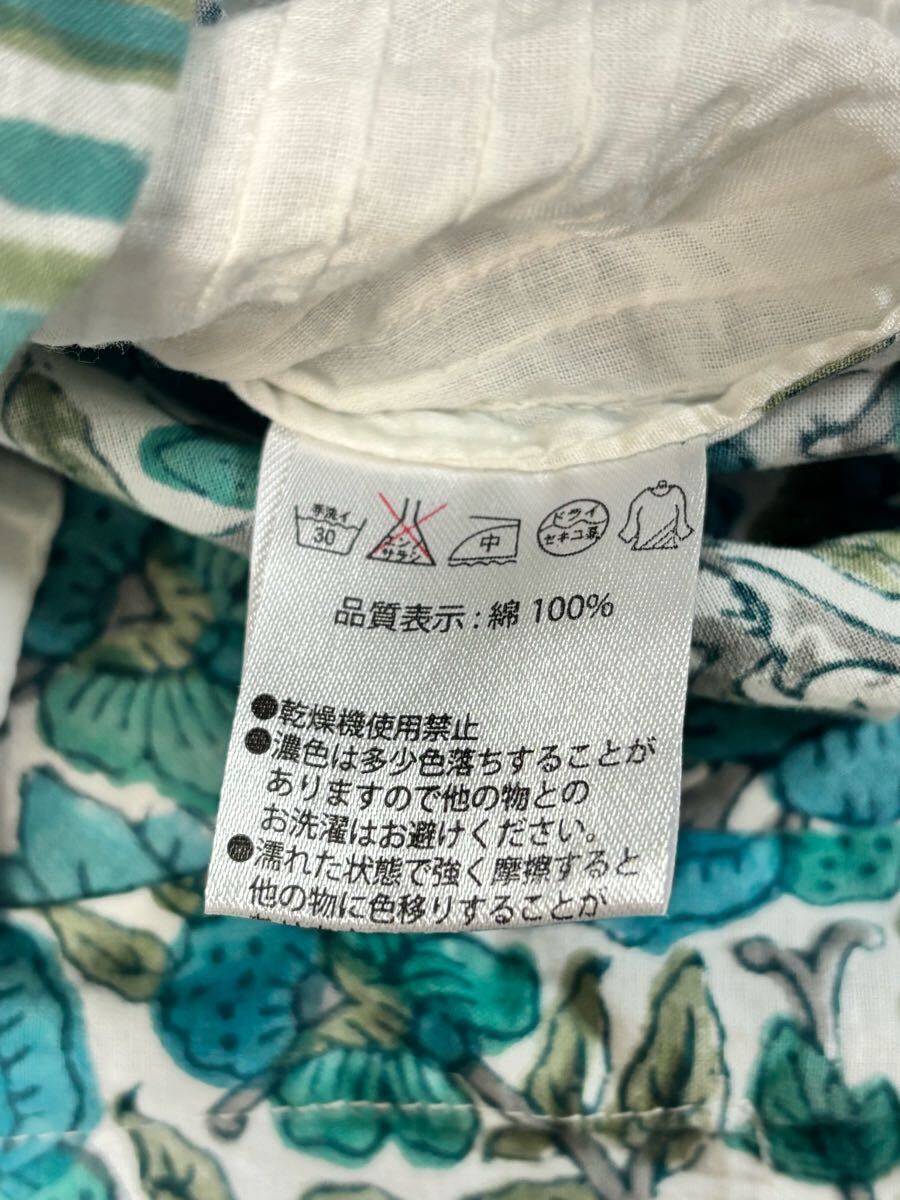 手洗イ
30
エンソ
サラシ
中
ドライ
セキユ系
品質表示 : 綿 100%
●乾燥機使用禁止
●濃色は多少色落ちすることが
ありますので他の物との
お洗濯はお避けください。
●濡れた状態で強く摩擦すると
他の物に色移りすることが